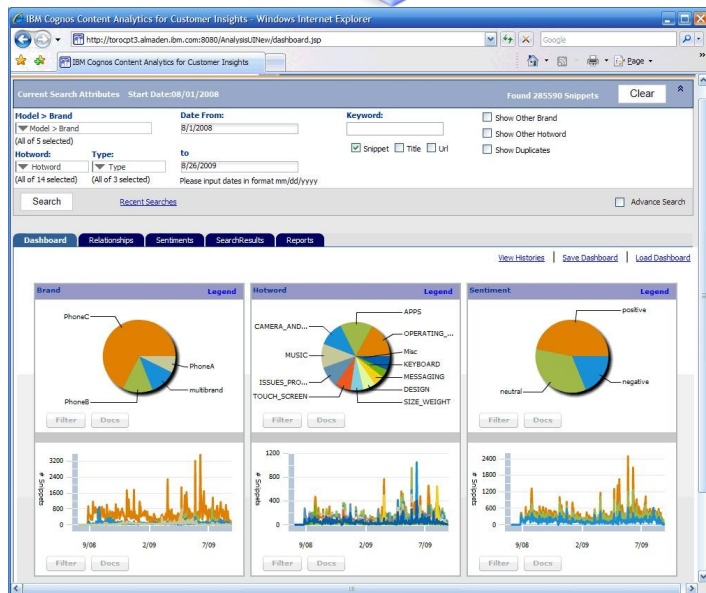 IBM Cognos Content Analytics for Customer Insights - Windows Internet Explorer
http://torocpt3.almaden.ibm.com:8080/AnalysisUINew/dashboard.jsp
Google
IBM Cognos Content Analytics for Customer Insights
Page
Current Search Attributes Start Date:08/01/2008 Found 285590 Snippets Clear
Model > Brand Date From: Keyword: Show Other Brand
Model > Brand 8/1/2008 Show Other Hotword
(All of 5 selected) Snippet Title Url Show Duplicates
Hotword: Type: to
Hotword Type 8/26/2009
(All of 14 selected) (All of 3 selected) Please input dates in format mm/dd/yyyy
Search Recent Searches Advance Search
Dashboard Relationships Sentiments SearchResults Reports
View Histories Save Dashboard Load Dashboard
Brand Legend
PhoneC
PhoneA
multibrand
PhoneB
Filter Docs
Hotword Legend
APPS
CAMERA_AND...
OPERATING_...
MUSIC
Misc
KEYBOARD
ISSUES_PRO...
MESSAGING
TOUCH_SCREEN
DESIGN
SIZE_WEIGHT
Filter Docs
Sentiment Legend
positive
neutral
negative
Filter Docs
# Snippets
3200
2400
1600
800
0
9/08 2/09 7/09
Filter Docs
# Snippets
1200
800
400
0
9/08 2/09 7/09
Filter Docs
# Snippets
2400
1800
1200
600
0
9/08 2/09 7/09
Filter Docs